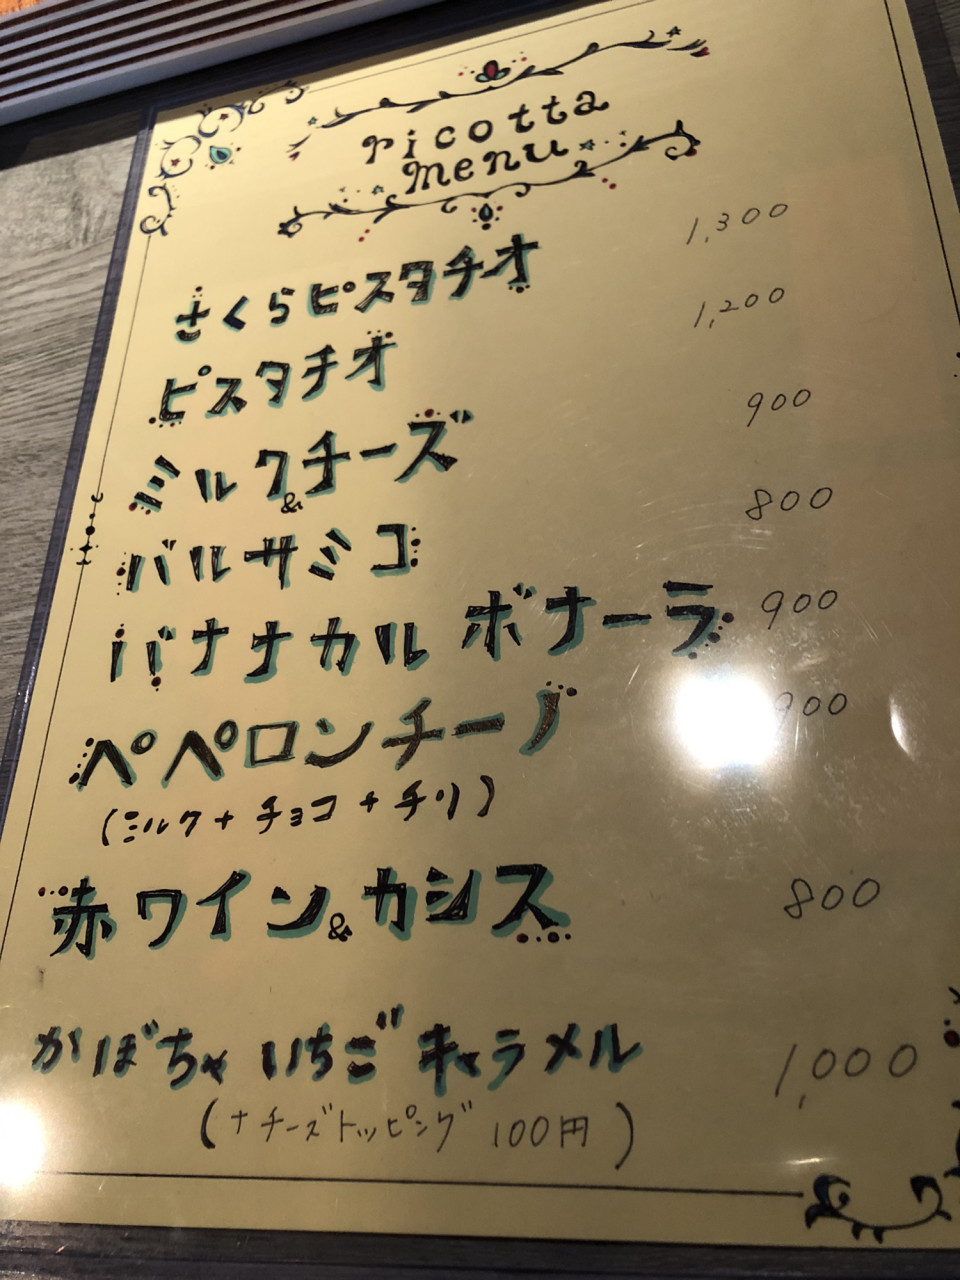 ricotta
menu
さくらピスタチオ 1,300
ピスタチオ 1,200
ミルク&チーズ 900
バルサミコ 800
バナナカルボナーラ 900
ペペロンチーノ 900
(ミルク+チョコ+チリ)
赤ワイン&カシス 800
かぼちゃいちごキャラメル 1,000
(+チーズトッピング 100円)